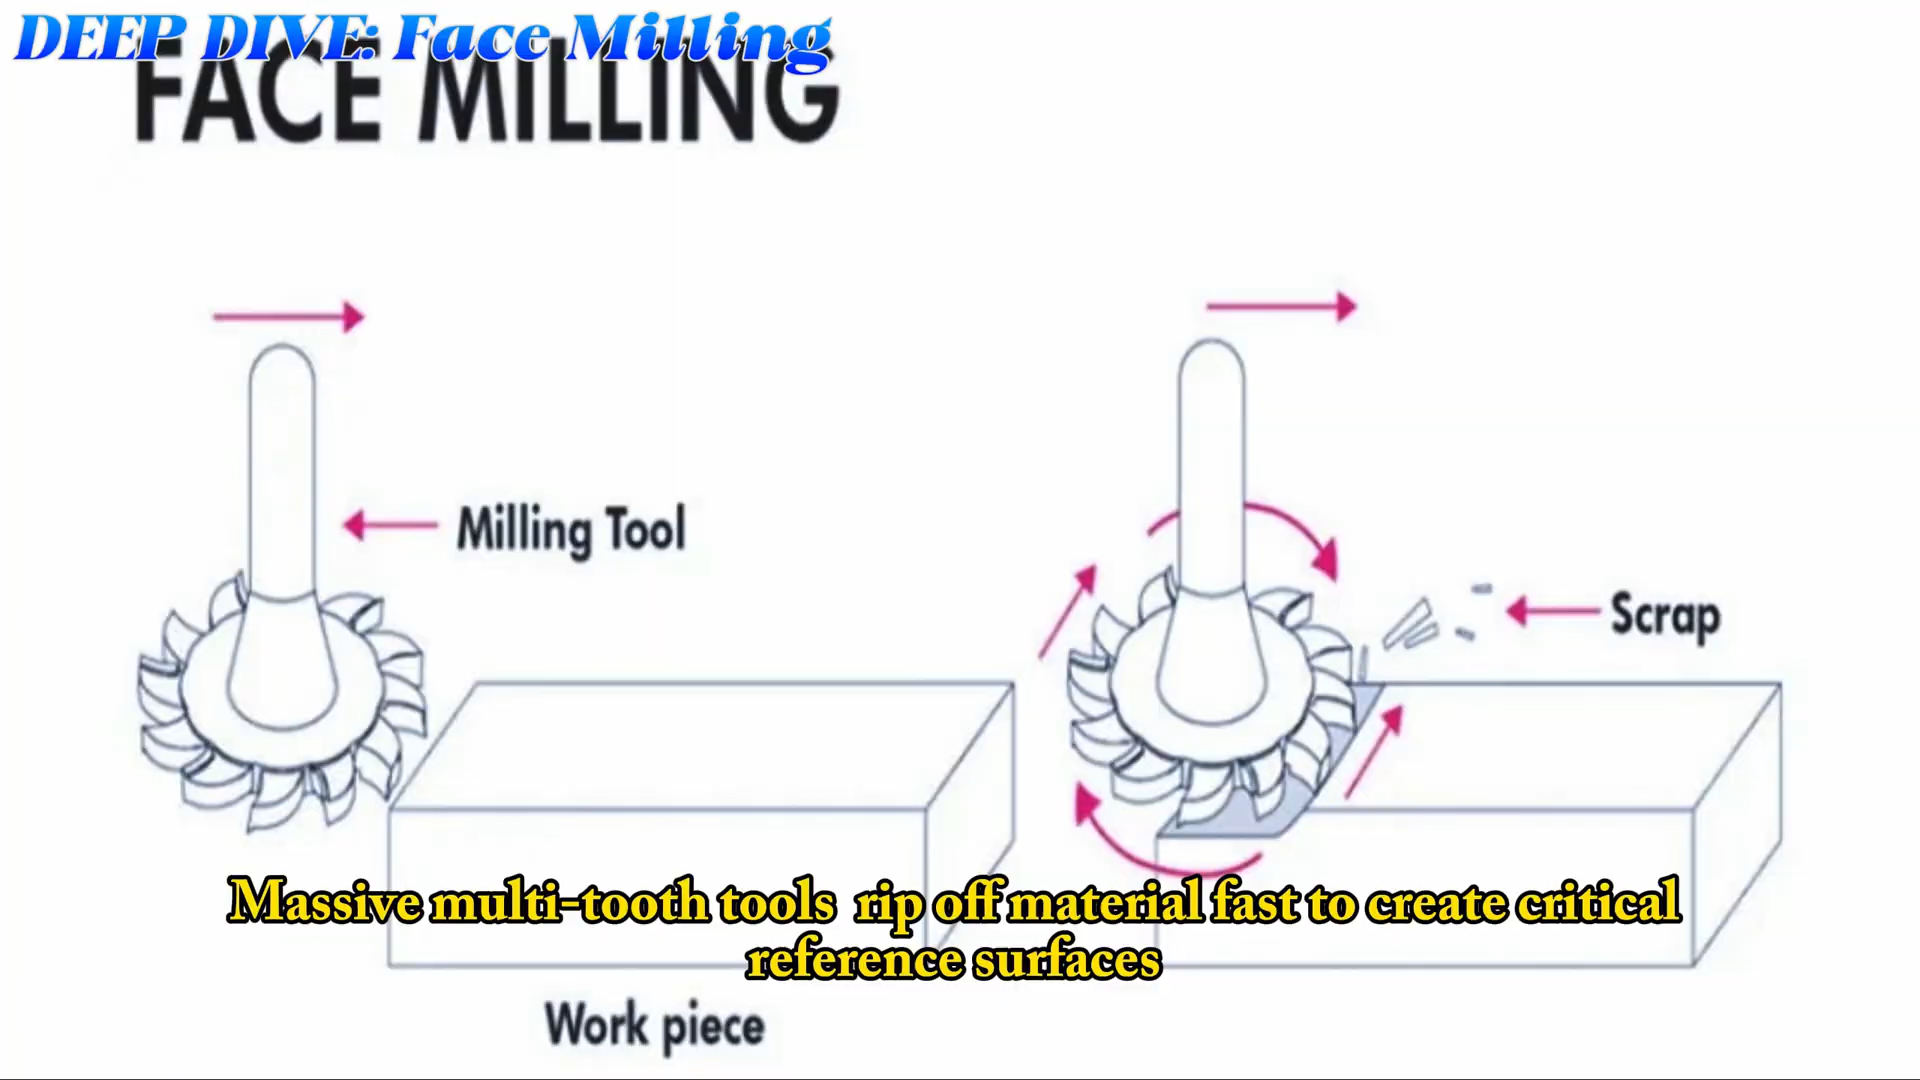 DEEP DIVE: Face Milling
FACE MILLING
Milling Tool
Scrap
Massive multi-tooth tools rip off material fast to create critical
reference surfaces
Work piece